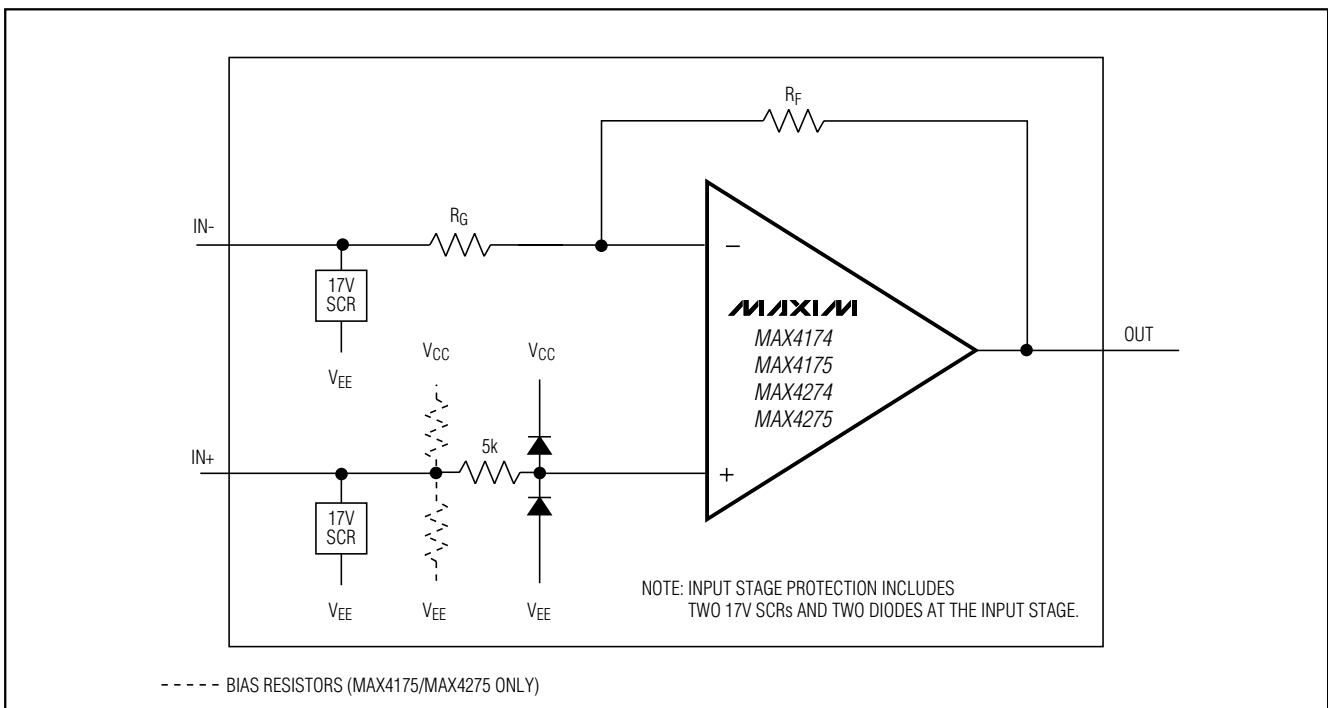 RF
RG
IN-
17V
SCR
VEE
VCC
VCC
5k
IN+
17V
SCR
VEE
VEE
VEE
MAXIM
MAX4174
MAX4175
MAX4274
MAX4275
OUT
NOTE: INPUT STAGE PROTECTION INCLUDES
TWO 17V SCRs AND TWO DIODES AT THE INPUT STAGE.
BIAS RESISTORS (MAX4175/MAX4275 ONLY)